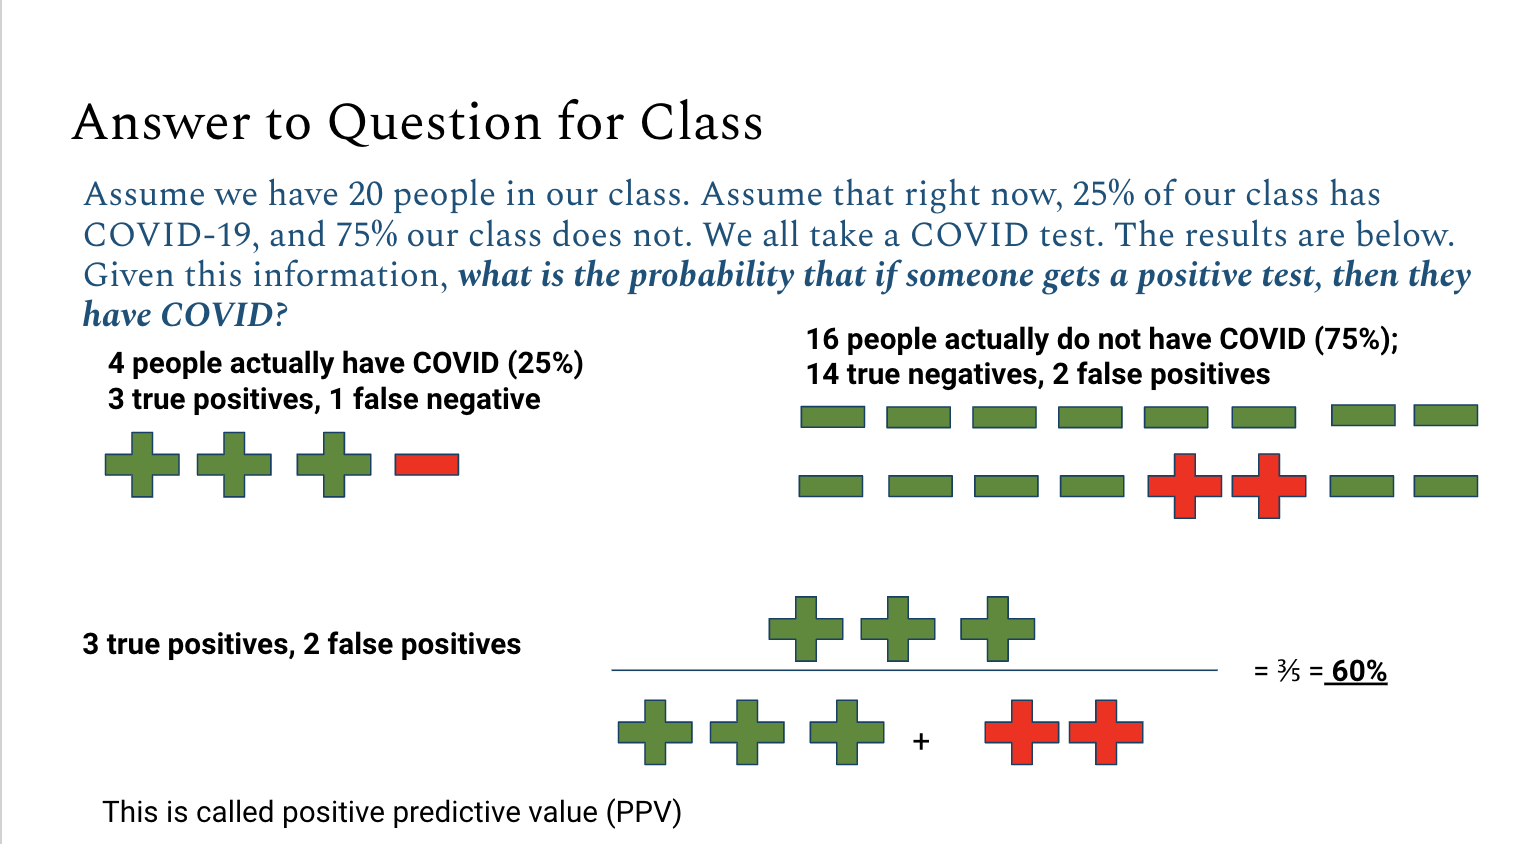 Answer to Question for Class
Assume we have 20 people in our class. Assume that right now, 25% of our class has
COVID-19, and 75% our class does not. We all take a COVID test. The results are below.
Given this information, what is the probability that if someone gets a positive test, then they
have COVID?
4 people actually have COVID (25%)
3 true positives, 1 false negative
16 people actually do not have COVID (75%);
14 true negatives, 2 false positives
3 true positives, 2 false positives
+
= ⅗ = 60%
This is called positive predictive value (PPV)